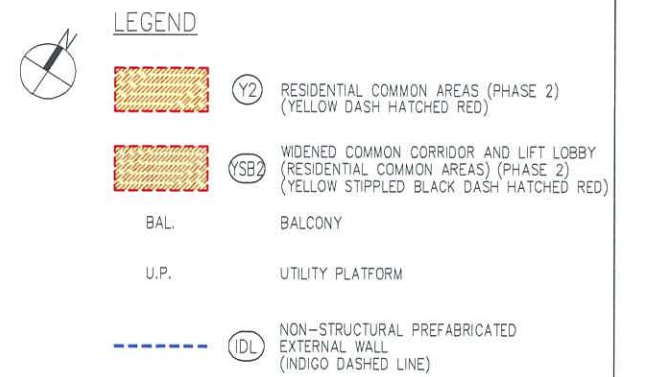 LEGEND
N
Y2 RESIDENTIAL COMMON AREAS (PHASE 2)
(YELLOW DASH HATCHED RED)
WIDENED COMMON CORRIDOR AND LIFT LOBBY
YSB2 (RESIDENTIAL COMMON AREAS) (PHASE 2)
(YELLOW STIPPLED BLACK DASH HATCHED RED)
BAL. BALCONY
U.P. UTILITY PLATFORM
NON-STRUCTURAL PREFABRICATED
IDL EXTERNAL WALL
(INDIGO DASHED LINE)